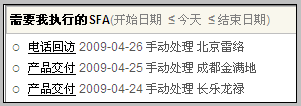 需要我执行的SFA(开始日期 ≤今天 ≤结束日期)
电话回访 2009-04-26 手动处理 北京雷络
产品交付 2009-04-25 手动处理 成都金满地
产品交付 2009-04-24 手动处理 长乐龙禄